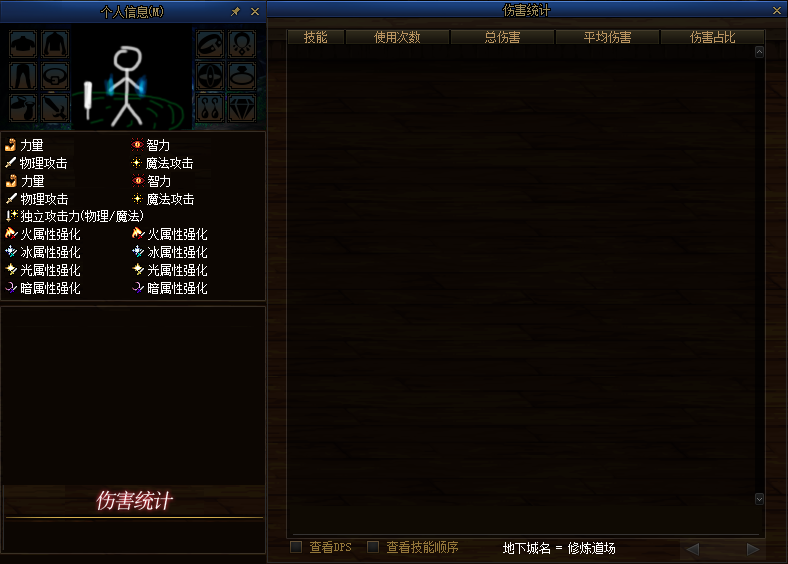 个人信息(M)
伤害统计
技能 使用次数 总伤害 平均伤害 伤害占比
力量 智力
物理攻击 魔法攻击
力量 智力
物理攻击 魔法攻击
独立攻击力(物理/魔法)
火属性强化 火属性强化
冰属性强化 冰属性强化
光属性强化 光属性强化
暗属性强化 暗属性强化
伤害统计
查看DPS 查看技能顺序 地下城名 = 修炼道场